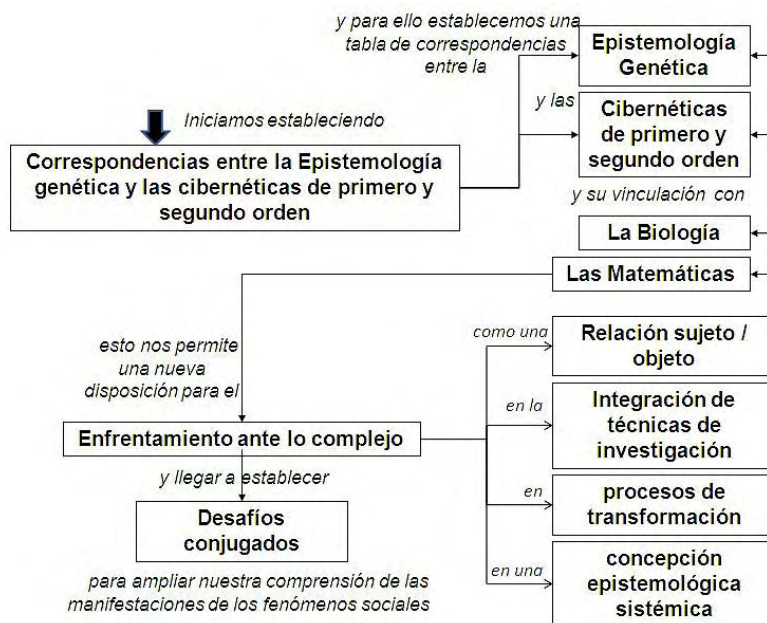 Iniciamos estableciendo
Correspondencias entre la Epistemología
genética y las cibernéticas de primero y
segundo orden
y para ello establecemos una
tabla de correspondencias
entre la
Epistemología
Genética
y las
Cibernéticas
de primero y
segundo orden
y su vinculación con
La Biología
Las Matemáticas
esto nos permite
una nueva
disposición para el
Enfrentamiento ante lo complejo
como una
Relación sujeto /
objeto
en la
Integración de
técnicas de
investigación
en
procesos de
transformación
en una
concepción
epistemológica
sistémica
y llegar a establecer
Desafíos
conjugados
para ampliar nuestra comprensión de las
manifestaciones de los fenómenos sociales